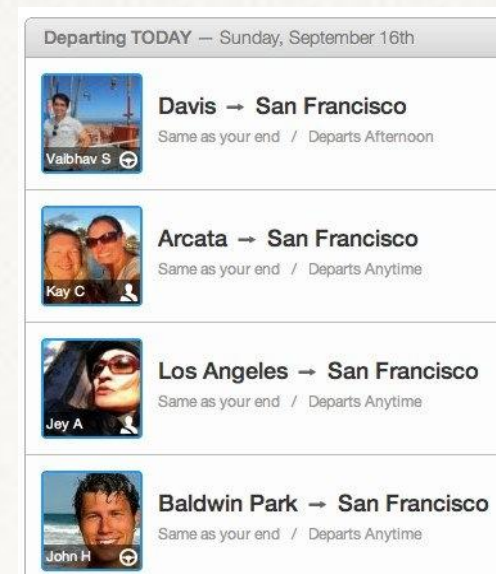 Departing TODAY — Sunday, September 16th
Davis → San Francisco
Same as your end / Departs Afternoon
Vaibhav S
Arcata → San Francisco
Same as your end / Departs Anytime
Kay C
Los Angeles → San Francisco
Same as your end / Departs Anytime
Jey A
Baldwin Park → San Francisco
Same as your end / Departs Anytime
John H